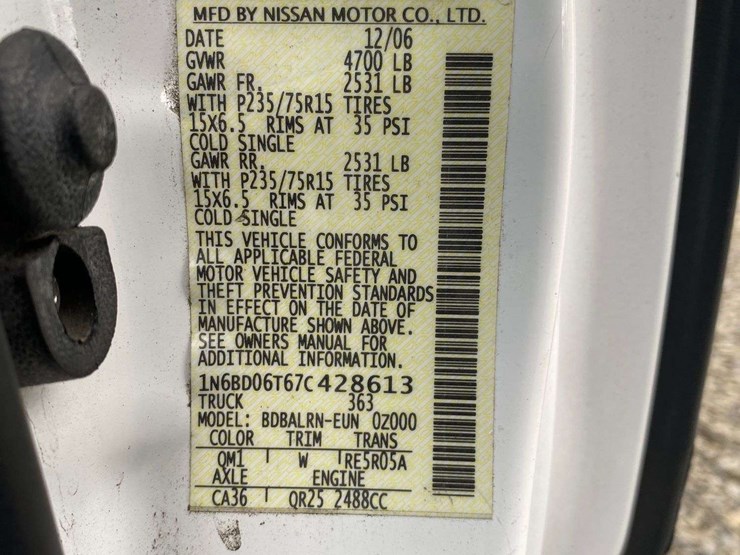 MFD BY NISSAN MOTOR CO., LTD.
DATE 12/06
GVWR 4700 LB
GAWR FR. 2531 LB
WITH P235/75R15 TIRES
15X6.5 RIMS AT 35 PSI
COLD SINGLE
GAWR RR. 2531 LB
WITH P235/75R15 TIRES
15X6.5 RIMS AT 35 PSI
COLD SINGLE
THIS VEHICLE CONFORMS TO
ALL APPLICABLE FEDERAL
MOTOR VEHICLE SAFETY AND
THEFT PREVENTION STANDARDS
IN EFFECT ON THE DATE OF
MANUFACTURE SHOWN ABOVE.
SEE OWNERS MANUAL FOR
ADDITIONAL INFORMATION.
1N6BD06T67C428613
TRUCK 363
MODEL: BDBALRN-EUN 0Z000
COLOR TRIM TRANS
QM1 W RE5R05A
AXLE ENGINE
CA36 QR25 2488CC